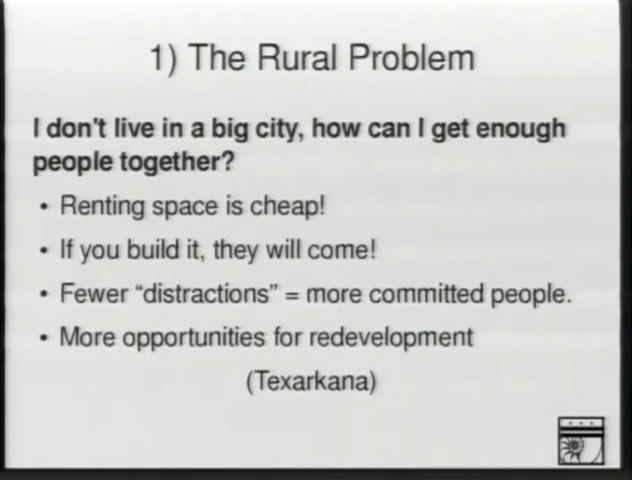 1) The Rural Problem
I don't live in a big city, how can I get enough
people together?
• Renting space is cheap!
• If you build it, they will come!
• Fewer “distractions” = more committed people.
• More opportunities for redevelopment
(Texarkana)